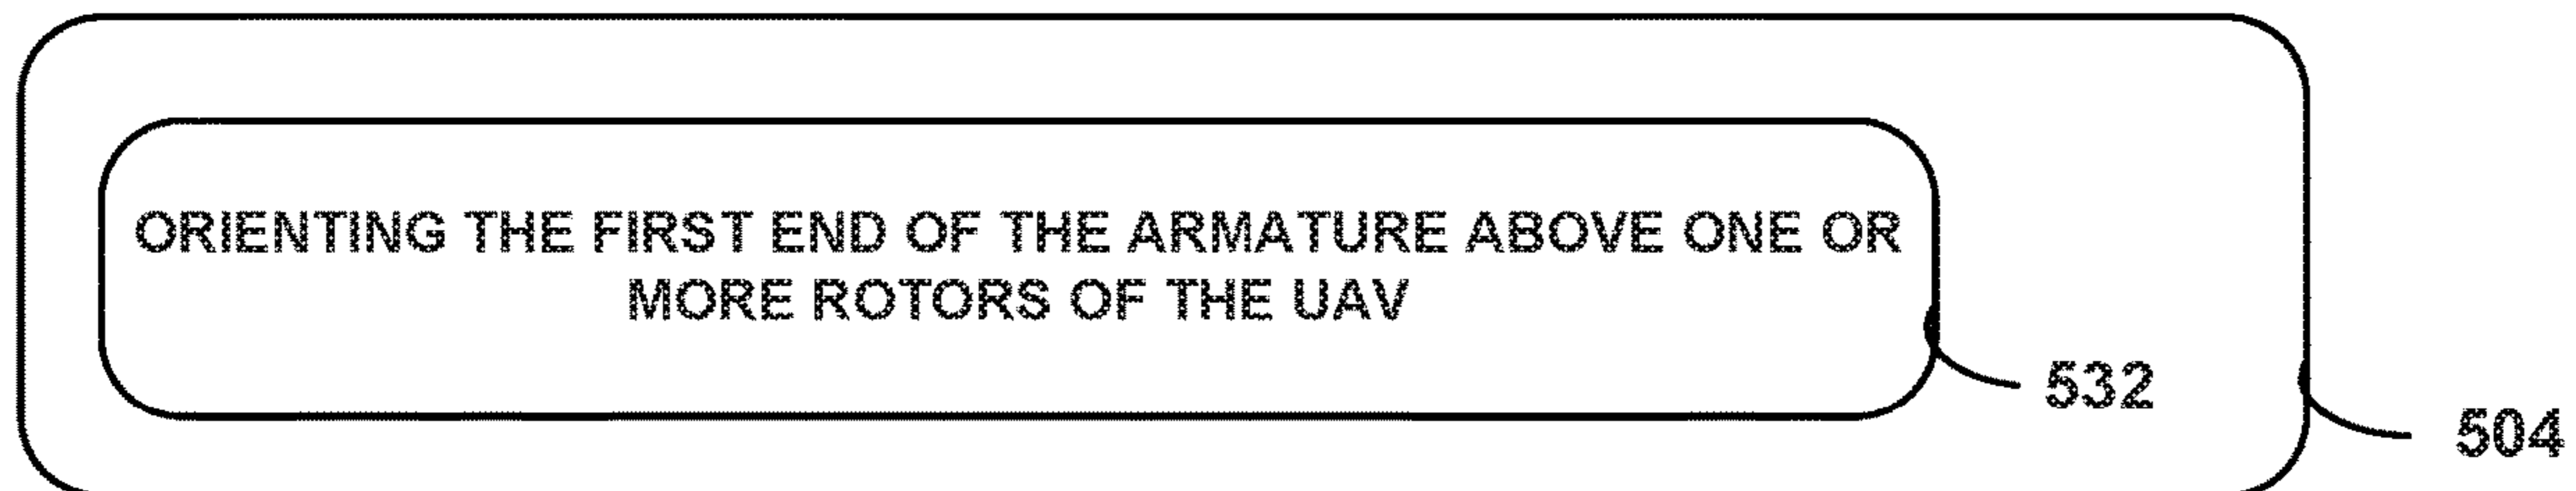 ORIENTING THE FIRST END OF THE ARMATURE ABOVE ONE OR
MORE ROTORS OF THE UAV
532
504